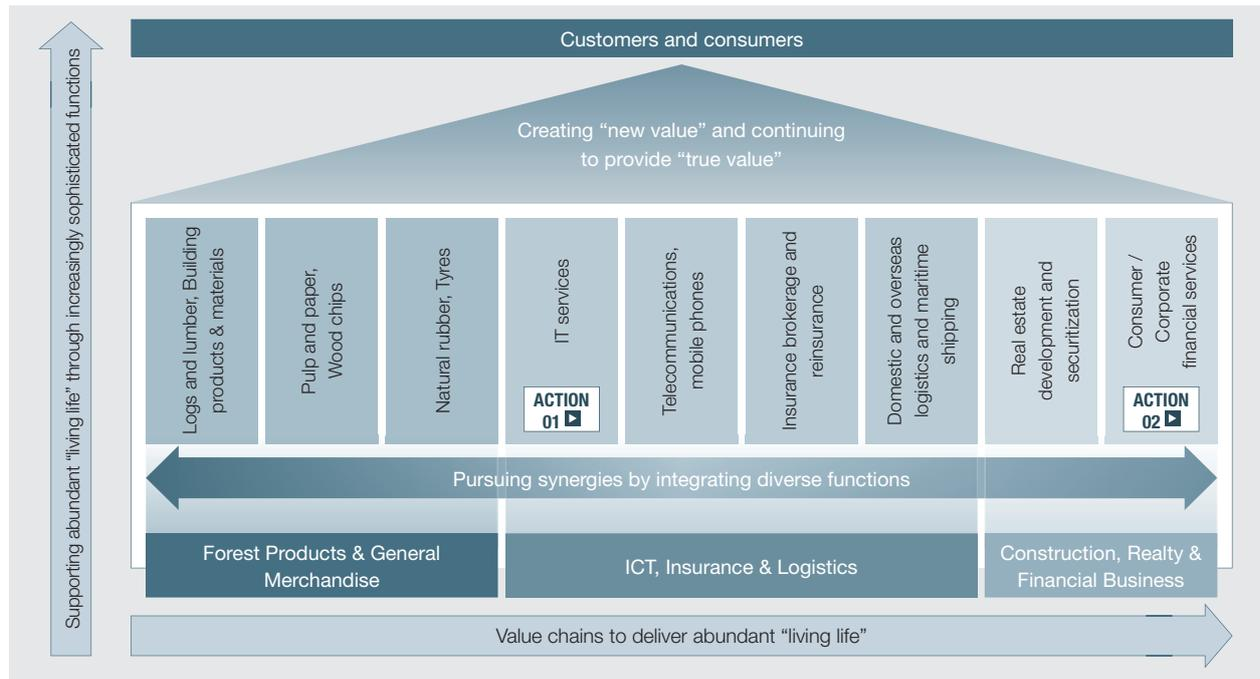 Customers and consumers
Supporting abundant “living life” through increasingly sophisticated functions
Creating “new value” and continuing
to provide “true value”
Logs and lumber, Building
products & materials
Pulp and paper,
Wood chips
Natural rubber, Tyres
IT services
ACTION
01
Telecommunications,
mobile phones
Insurance brokerage and
reinsurance
Domestic and overseas
logistics and maritime
shipping
Real estate
development and
securitization
Consumer /
Corporate
financial services
ACTION
02
Pursuing synergies by integrating diverse functions
Forest Products & General
Merchandise
ICT, Insurance & Logistics
Construction, Realty &
Financial Business
Value chains to deliver abundant “living life”